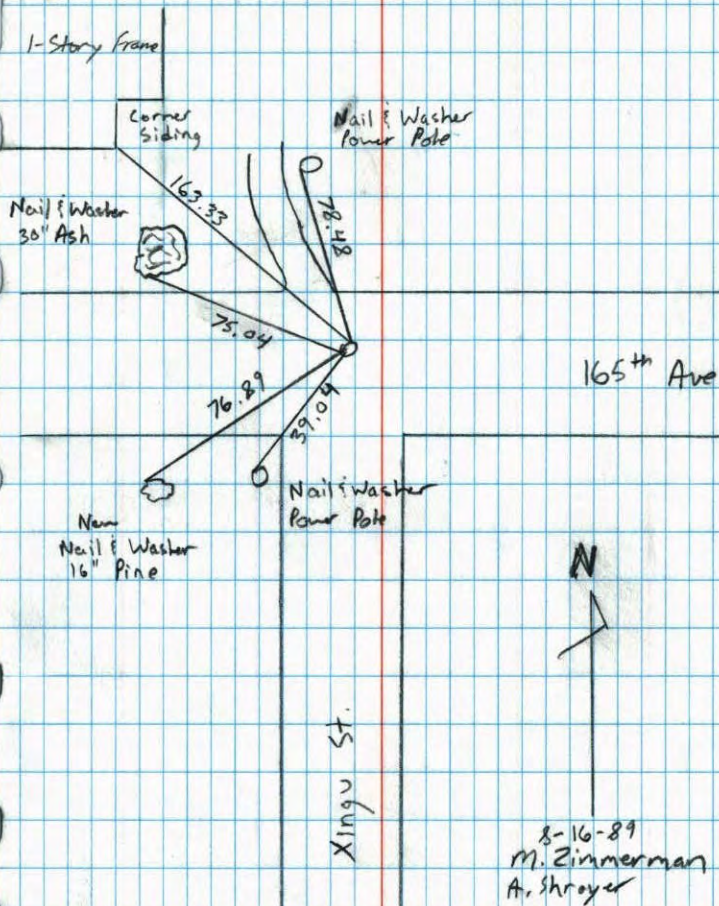 1-Story Frame
Corner
Siding
Nail & Washer
Power Pole
163.33
78.48
Nail & Washer
30" Ash
75.04
165th Ave
76.89
39.04
Nail & Washer
Power Pole
New
Nail & Washer
16" Pine
N
Xingu St.
8-16-89
M. Zimmerman
A. Shroyer